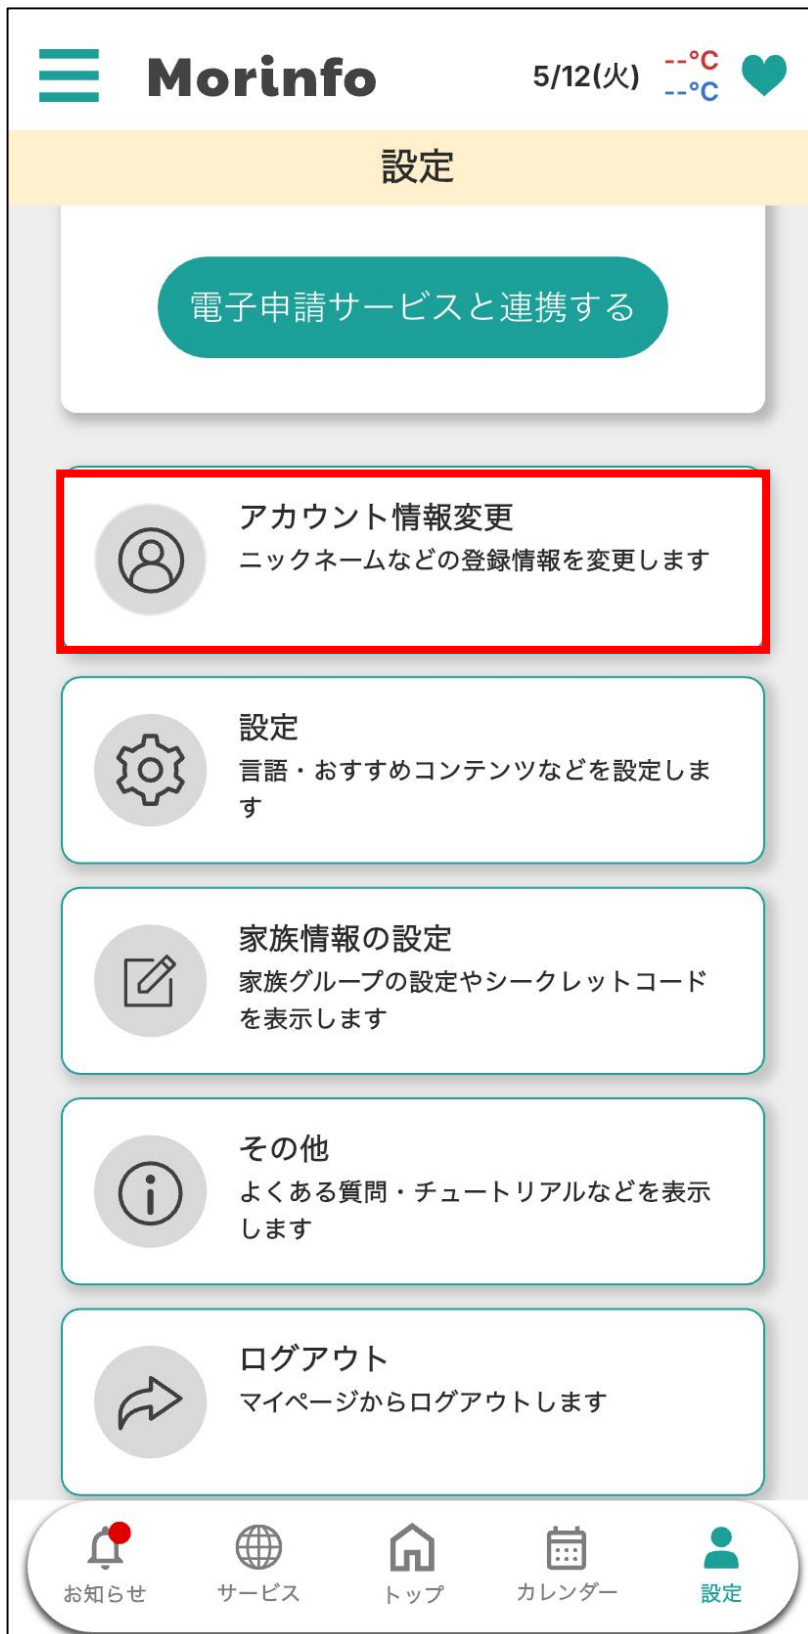 Morinfo
5/12(火)
--°C
--°C
設定
電子申請サービスと連携する
アカウント情報変更
ニックネームなどの登録情報を変更します
設定
言語・おすすめコンテンツなどを設定しま
す
家族情報の設定
家族グループの設定やシークレットコード
を表示します
その他
よくある質問・チュートリアルなどを表示
します
ログアウト
マイページからログアウトします
お知らせ
サービス
トップ
カレンダー
設定